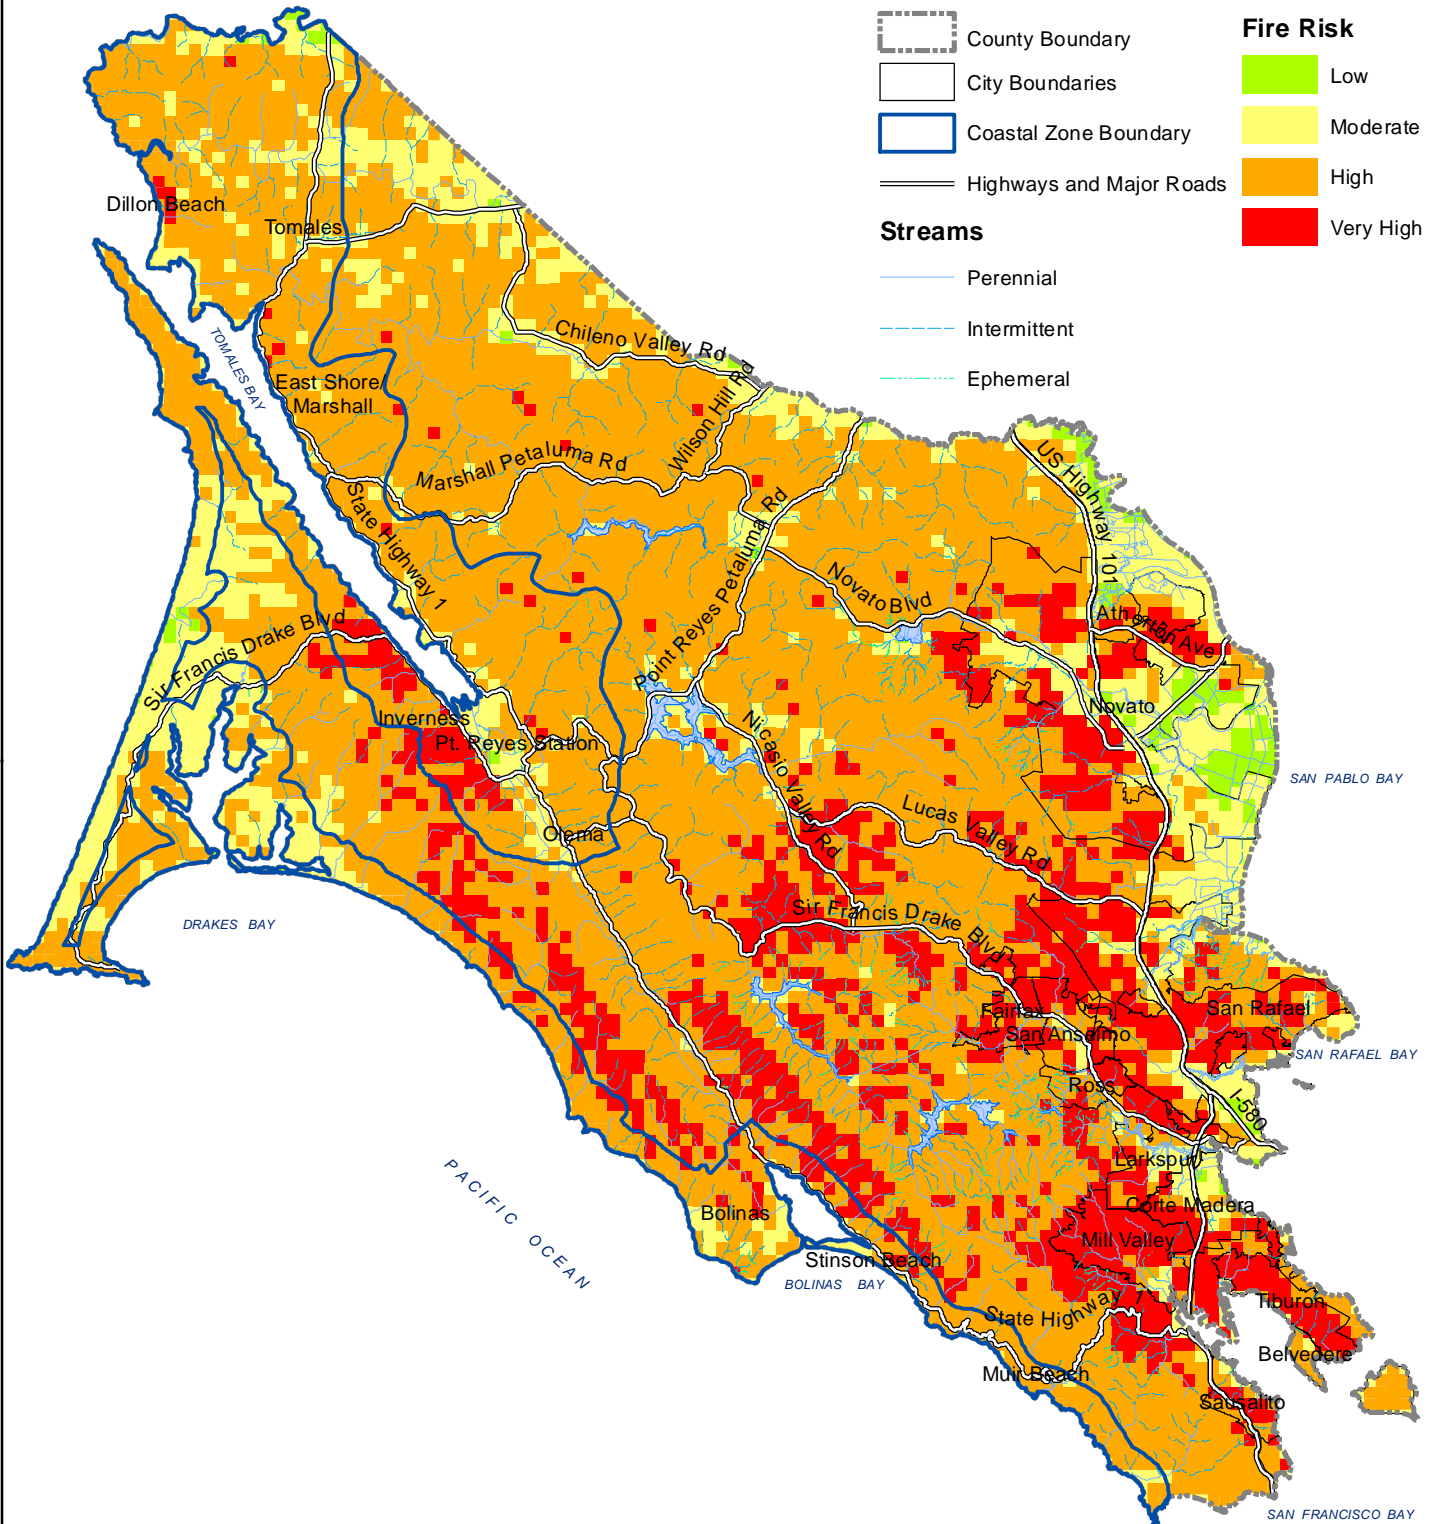 County Boundary
City Boundaries
Coastal Zone Boundary
Highways and Major Roads
Streams
Perennial
Intermittent
Ephemeral
Fire Risk
Low
Moderate
High
Very High
Dillon Beach
Tomales
TOMALES BAY
East Shore/
Marshall
Chileno Valley Rd
Wilson Hill Rd
Marshall Petaluma Rd
State Highway 1
US Highway 101
Point Reyes Petaluma Rd
Novato Blvd
Atherton Ave
Sir Francis Drake Blvd
Inverness
Pt. Reyes Station
Novato
Nicasio Valley Rd
SAN PABLO BAY
Lucas Valley Rd
Olema
Sir Francis Drake Blvd
DRAKES BAY
Fairfax
San Rafael
San Anselmo
SAN RAFAEL BAY
Ross
I-580
Larkspur
PACIFIC OCEAN
Bolinas
Corte Madera
Mill Valley
Stinson Beach
BOLINAS BAY
State Highway 1
Tiburon
Belvedere
Muir Beach
Sausalito
SAN FRANCISCO BAY